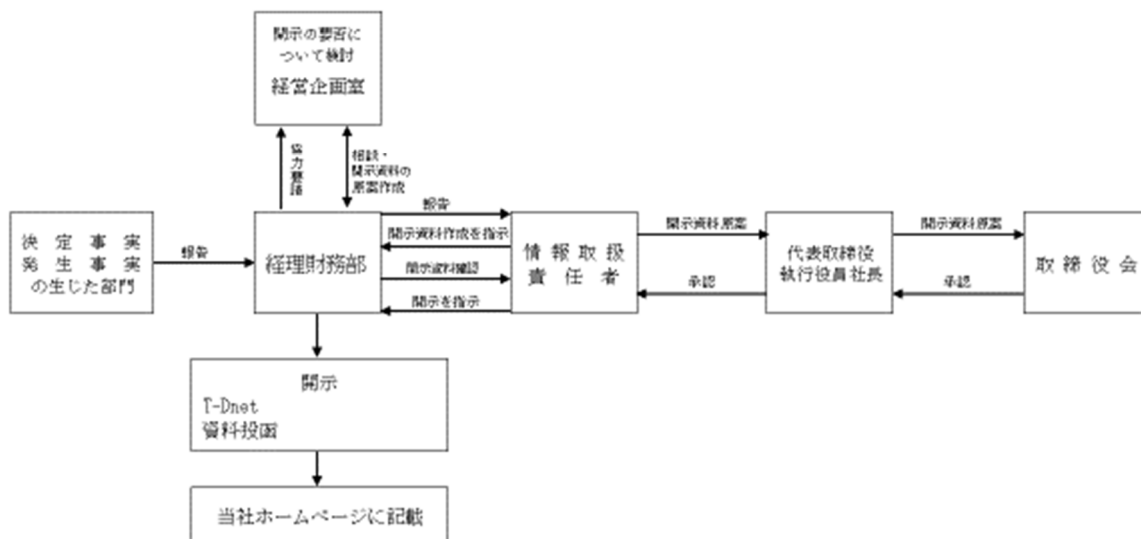 開示の要否に
ついて検討
経営企画室
協力要請
相談・
開示資料の
原案作成
決定事実
発生事実
の生じた部門
報告
経理財務部
報告
開示資料作成を指示
開示資料確認
開示を指示
情報取扱
責任者
開示資料原案
承認
代表取締役
執行役員社長
開示資料原案
承認
取締役会
開示
T-Dnet
資料投函
当社ホームページに記載